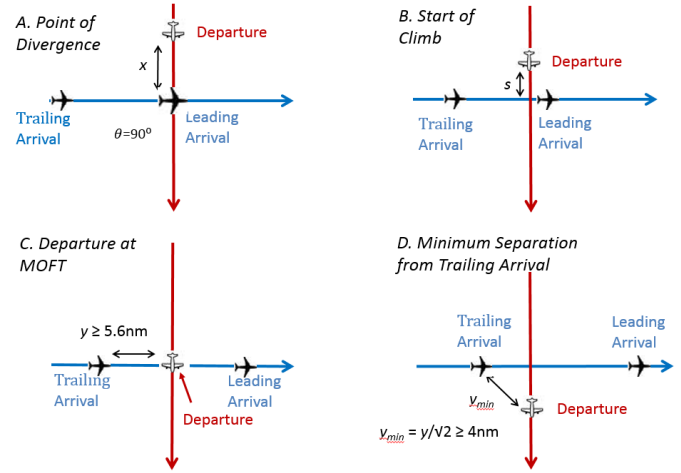 A. Point of
Divergence
Departure
x
Trailing
Arrival
θ=90⁰
Leading
Arrival
B. Start of
Climb
Departure
s
Trailing
Arrival
Leading
Arrival
C. Departure at
MOFT
y ≥ 5.6nm
Trailing
Arrival
Leading
Arrival
Departure
D. Minimum Separation
from Trailing Arrival
Trailing
Arrival
Leading
Arrival
ymin
Departure
ymin = y/√2 ≥ 4nm